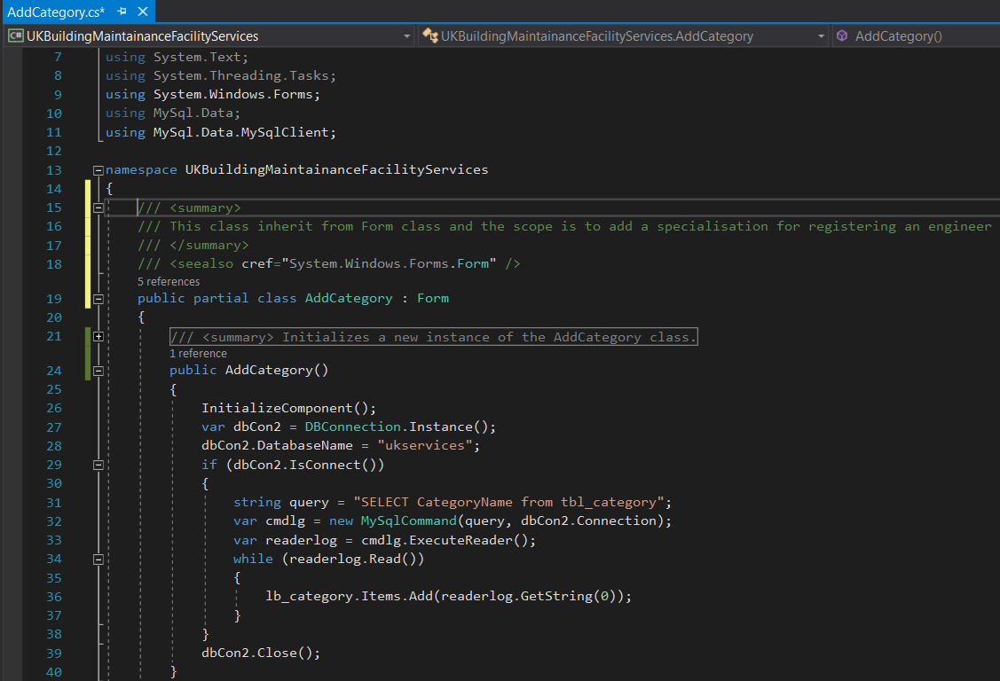 AddCategory.cs*
UKBuildingMaintainanceFacilityServices UKBuildingMaintainanceFacilityServices.AddCategory AddCategory()
7 using System.Text;
8 using System.Threading.Tasks;
9 using System.Windows.Forms;
10 using MySql.Data;
11 using MySql.Data.MySqlClient;
12
13 namespace UKBuildingMaintainanceFacilityServices
14 {
15 /// <summary>
16 /// This class inherit from Form class and the scope is to add a specialisation for registering an engineer
17 /// </summary>
18 /// <seealso cref="System.Windows.Forms.Form" />
5 references
19 public partial class AddCategory : Form
20 {
21 /// <summary> Initializes a new instance of the AddCategory class.
1 reference
24 public AddCategory()
25 {
26 InitializeComponent();
27 var dbCon2 = DBConnection.Instance();
28 dbCon2.DatabaseName = "ukservices";
29 if (dbCon2.IsConnect())
30 {
31 string query = "SELECT CategoryName from tbl_category";
32 var cmdlg = new MySqlCommand(query, dbCon2.Connection);
33 var readerlog = cmdlg.ExecuteReader();
34 while (readerlog.Read())
35 {
36 lb_category.Items.Add(readerlog.GetString(0));
37 }
38 }
39 dbCon2.Close();
40 }